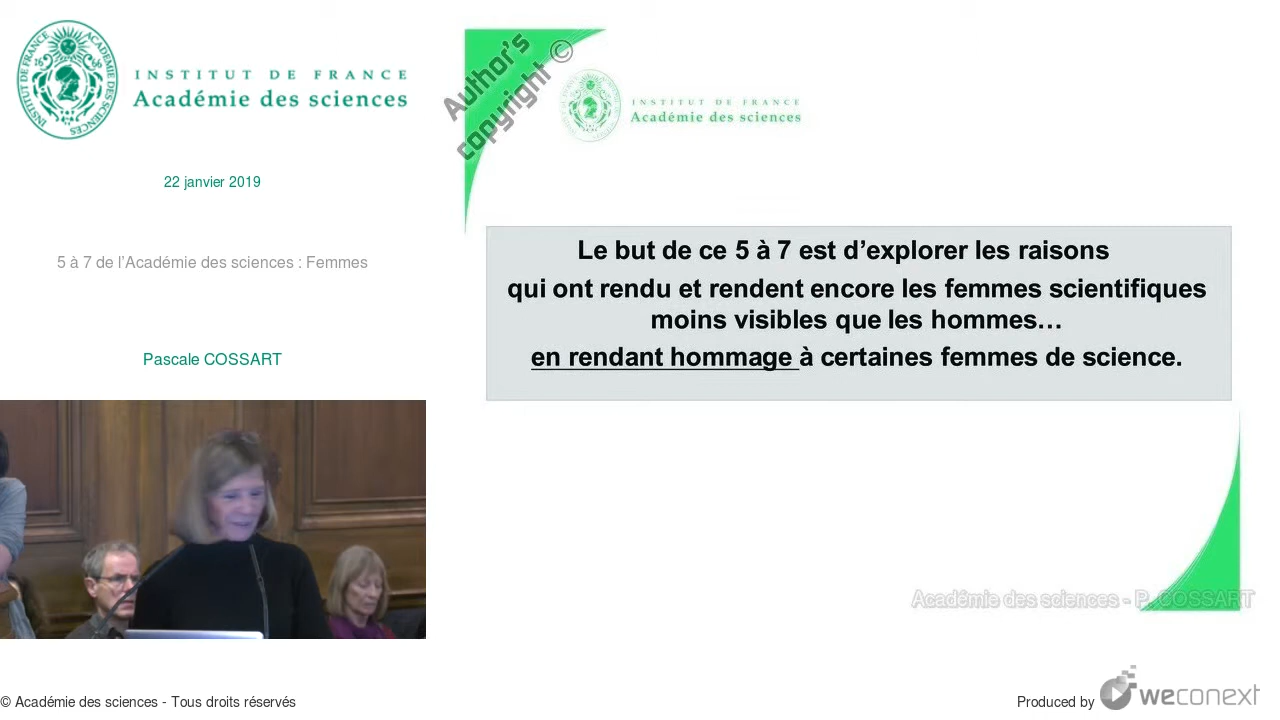 INSTITUT DE FRANCE
Académie des sciences
22 janvier 2019
5 à 7 de l'Académie des sciences : Femmes
Pascale COSSART
Author's
copyright ©
INSTITUT DE FRANCE
Académie des sciences
Le but de ce 5 à 7 est d’explorer les raisons
qui ont rendu et rendent encore les femmes scientifiques
moins visibles que les hommes…
en rendant hommage à certaines femmes de science.
Académie des sciences - P. COSSART
© Académie des sciences - Tous droits réservés
Produced by weconext